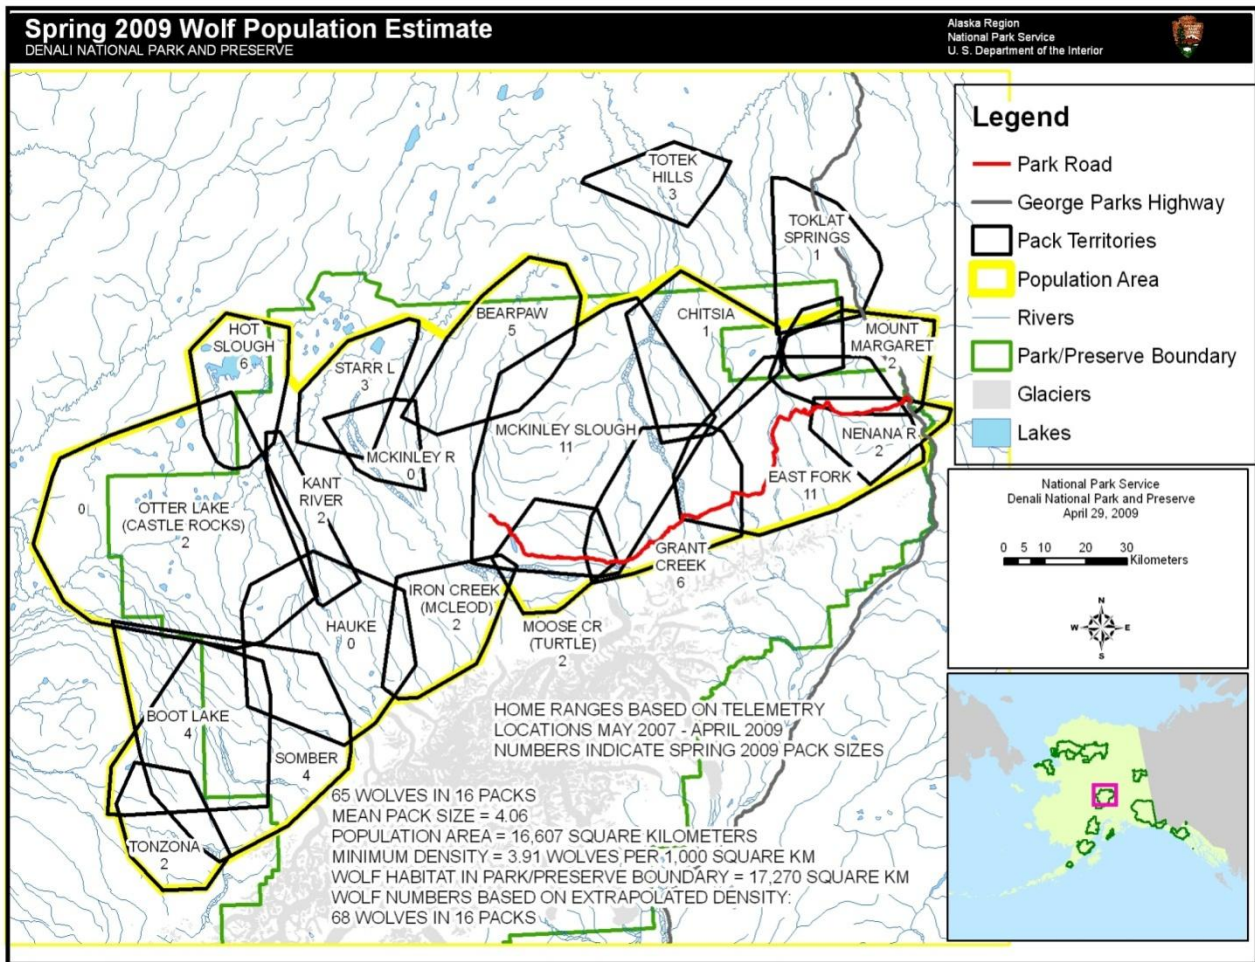 Spring 2009 Wolf Population Estimate
DENALI NATIONAL PARK AND PRESERVE
Alaska Region
National Park Service
U. S. Department of the Interior
TOTEK
HILLS
3
TOKLAT
SPRINGS
1
BEARPAW
5
CHITSIA
1
HOT
SLOUGH
6
MOUNT
MARGARET
2
STARR L
3
MCKINLEY SLOUGH
11
NENANA R
2
MCKINLEY R
0
KANT
RIVER
2
EAST FORK
11
0
OTTER LAKE
(CASTLE ROCKS)
2
GRANT
CREEK
6
IRON CREEK
(MCLEOD)
2
HAUKE
0
MOOSE CR
(TURTLE)
2
BOOT LAKE
4
SOMBER
4
TONZONA
2
HOME RANGES BASED ON TELEMETRY
LOCATIONS MAY 2007 - APRIL 2009
NUMBERS INDICATE SPRING 2009 PACK SIZES
65 WOLVES IN 16 PACKS
MEAN PACK SIZE = 4.06
POPULATION AREA = 16,607 SQUARE KILOMETERS
MINIMUM DENSITY = 3.91 WOLVES PER 1,000 SQUARE KM
WOLF HABITAT IN PARK/PRESERVE BOUNDARY = 17,270 SQUARE KM
WOLF NUMBERS BASED ON EXTRAPOLATED DENSITY:
68 WOLVES IN 16 PACKS
Legend
Park Road
George Parks Highway
Pack Territories
Population Area
Rivers
Park/Preserve Boundary
Glaciers
Lakes
National Park Service
Denali National Park and Preserve
April 29, 2009
0 5 10 20 30
Kilometers
N
W E
S